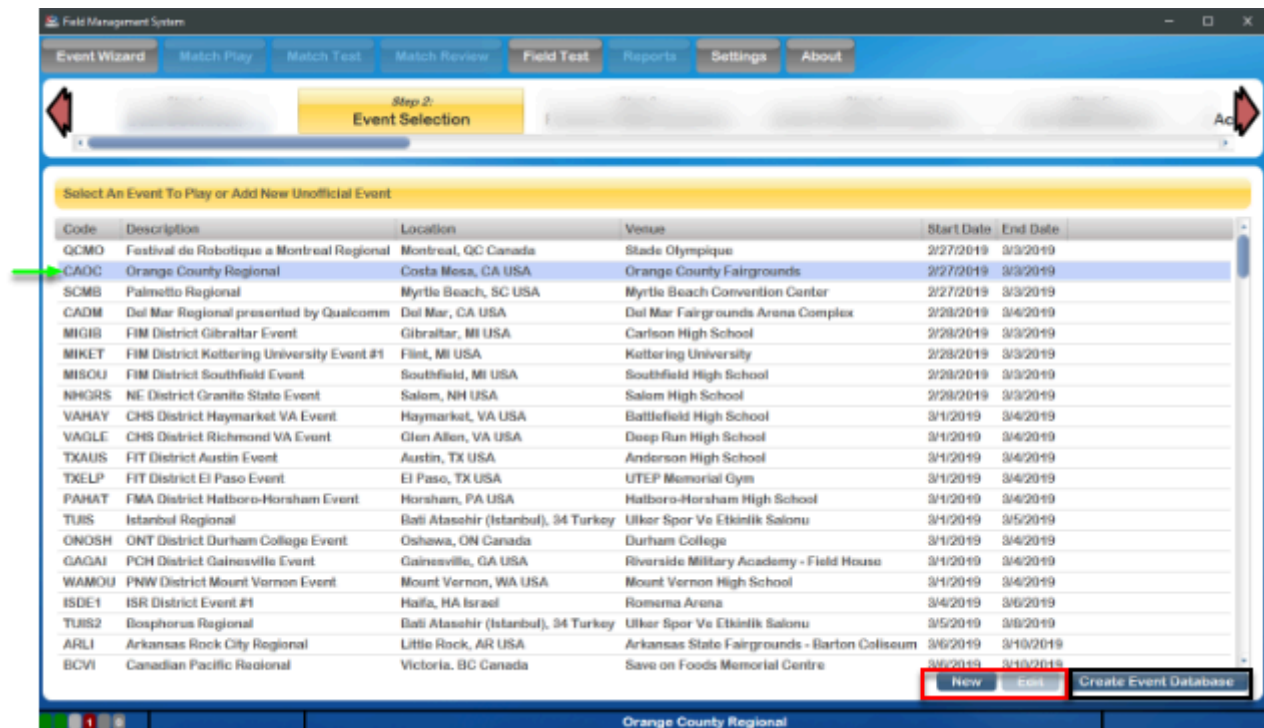 Field Management System
Event Wizard Match Play Match Test Match Review Field Test Reports Settings About
Step 2:
Event Selection
Select An Event To Play or Add New Unofficial Event
Code Description Location Venue Start Date End Date
QCMO Festival de Robotique a Montreal Regional Montreal, QC Canada Stade Olympique 2/27/2019 3/3/2019
CAOC Orange County Regional Costa Mesa, CA USA Orange County Fairgrounds 2/27/2019 3/3/2019
SCMB Palmetto Regional Myrtle Beach, SC USA Myrtle Beach Convention Center 2/27/2019 3/3/2019
CADM Del Mar Regional presented by Qualcomm Del Mar, CA USA Del Mar Fairgrounds Arena Complex 2/28/2019 3/4/2019
MIGIB FIM District Gibraltar Event Gibraltar, MI USA Carlson High School 2/28/2019 3/3/2019
MIKET FIM District Kettering University Event #1 Flint, MI USA Kettering University 2/28/2019 3/3/2019
MISOU FIM District Southfield Event Southfield, MI USA Southfield High School 2/28/2019 3/3/2019
NHGRS NE District Granite State Event Salem, NH USA Salem High School 2/28/2019 3/3/2019
VAHAY CHS District Haymarket VA Event Haymarket, VA USA Battlefield High School 3/1/2019 3/4/2019
VAGLE CHS District Richmond VA Event Glen Allen, VA USA Deep Run High School 3/1/2019 3/4/2019
TXAUS FIT District Austin Event Austin, TX USA Anderson High School 3/1/2019 3/4/2019
TXELP FIT District El Paso Event El Paso, TX USA UTEP Memorial Gym 3/1/2019 3/4/2019
PAHAT FMA District Hatboro-Horsham Event Horsham, PA USA Hatboro-Horsham High School 3/1/2019 3/4/2019
TUIS Istanbul Regional Bati Atasehir (Istanbul), 34 Turkey Ulker Spor Ve Etkinlik Salonu 3/1/2019 3/5/2019
ONOSH ONT District Durham College Event Oshawa, ON Canada Durham College 3/1/2019 3/4/2019
GAGAI PCH District Gainesville Event Gainesville, GA USA Riverside Military Academy - Field House 3/1/2019 3/4/2019
WAMOU PNW District Mount Vernon Event Mount Vernon, WA USA Mount Vernon High School 3/1/2019 3/4/2019
ISDE1 ISR District Event #1 Haifa, HA Israel Romema Arena 3/4/2019 3/6/2019
TUIS2 Bosphorus Regional Bati Atasehir (Istanbul), 34 Turkey Ulker Spor Ve Etkinlik Salonu 3/5/2019 3/8/2019
ARLI Arkansas Rock City Regional Little Rock, AR USA Arkansas State Fairgrounds - Barton Coliseum 3/6/2019 3/10/2019
BCVI Canadian Pacific Regional Victoria, BC Canada Save on Foods Memorial Centre 3/6/2019 3/10/2019
New Edit Create Event Database
Orange County Regional